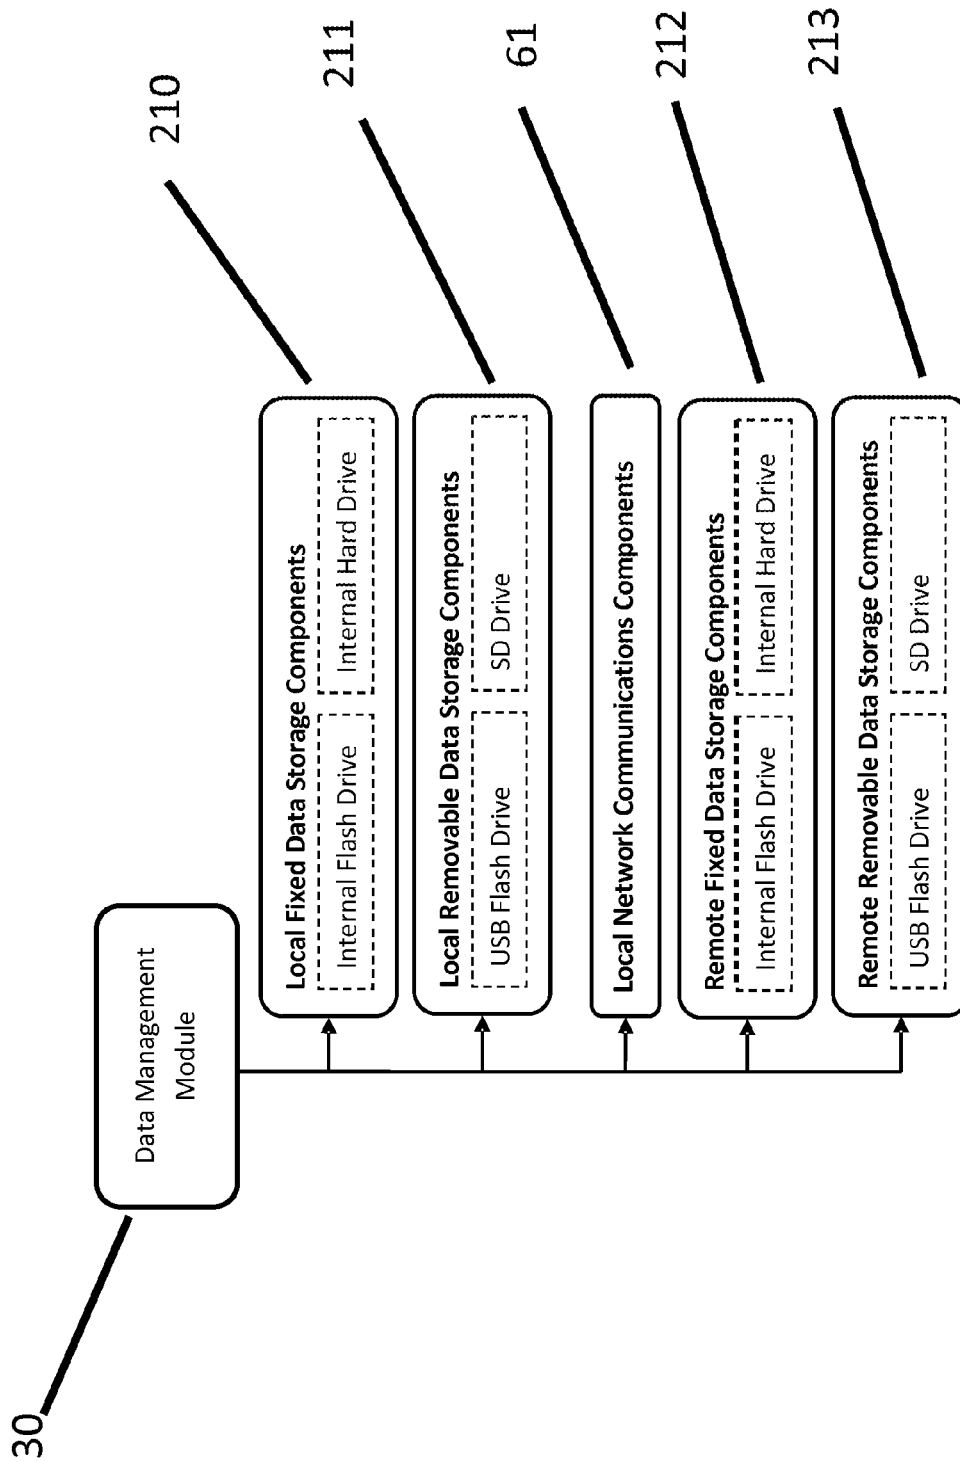 30
Data Management
Module
210
Local Fixed Data Storage Components
Internal Flash Drive
Internal Hard Drive
211
Local Removable Data Storage Components
USB Flash Drive
SD Drive
61
Local Network Communications Components
212
Remote Fixed Data Storage Components
Internal Flash Drive
Internal Hard Drive
213
Remote Removable Data Storage Components
USB Flash Drive
SD Drive